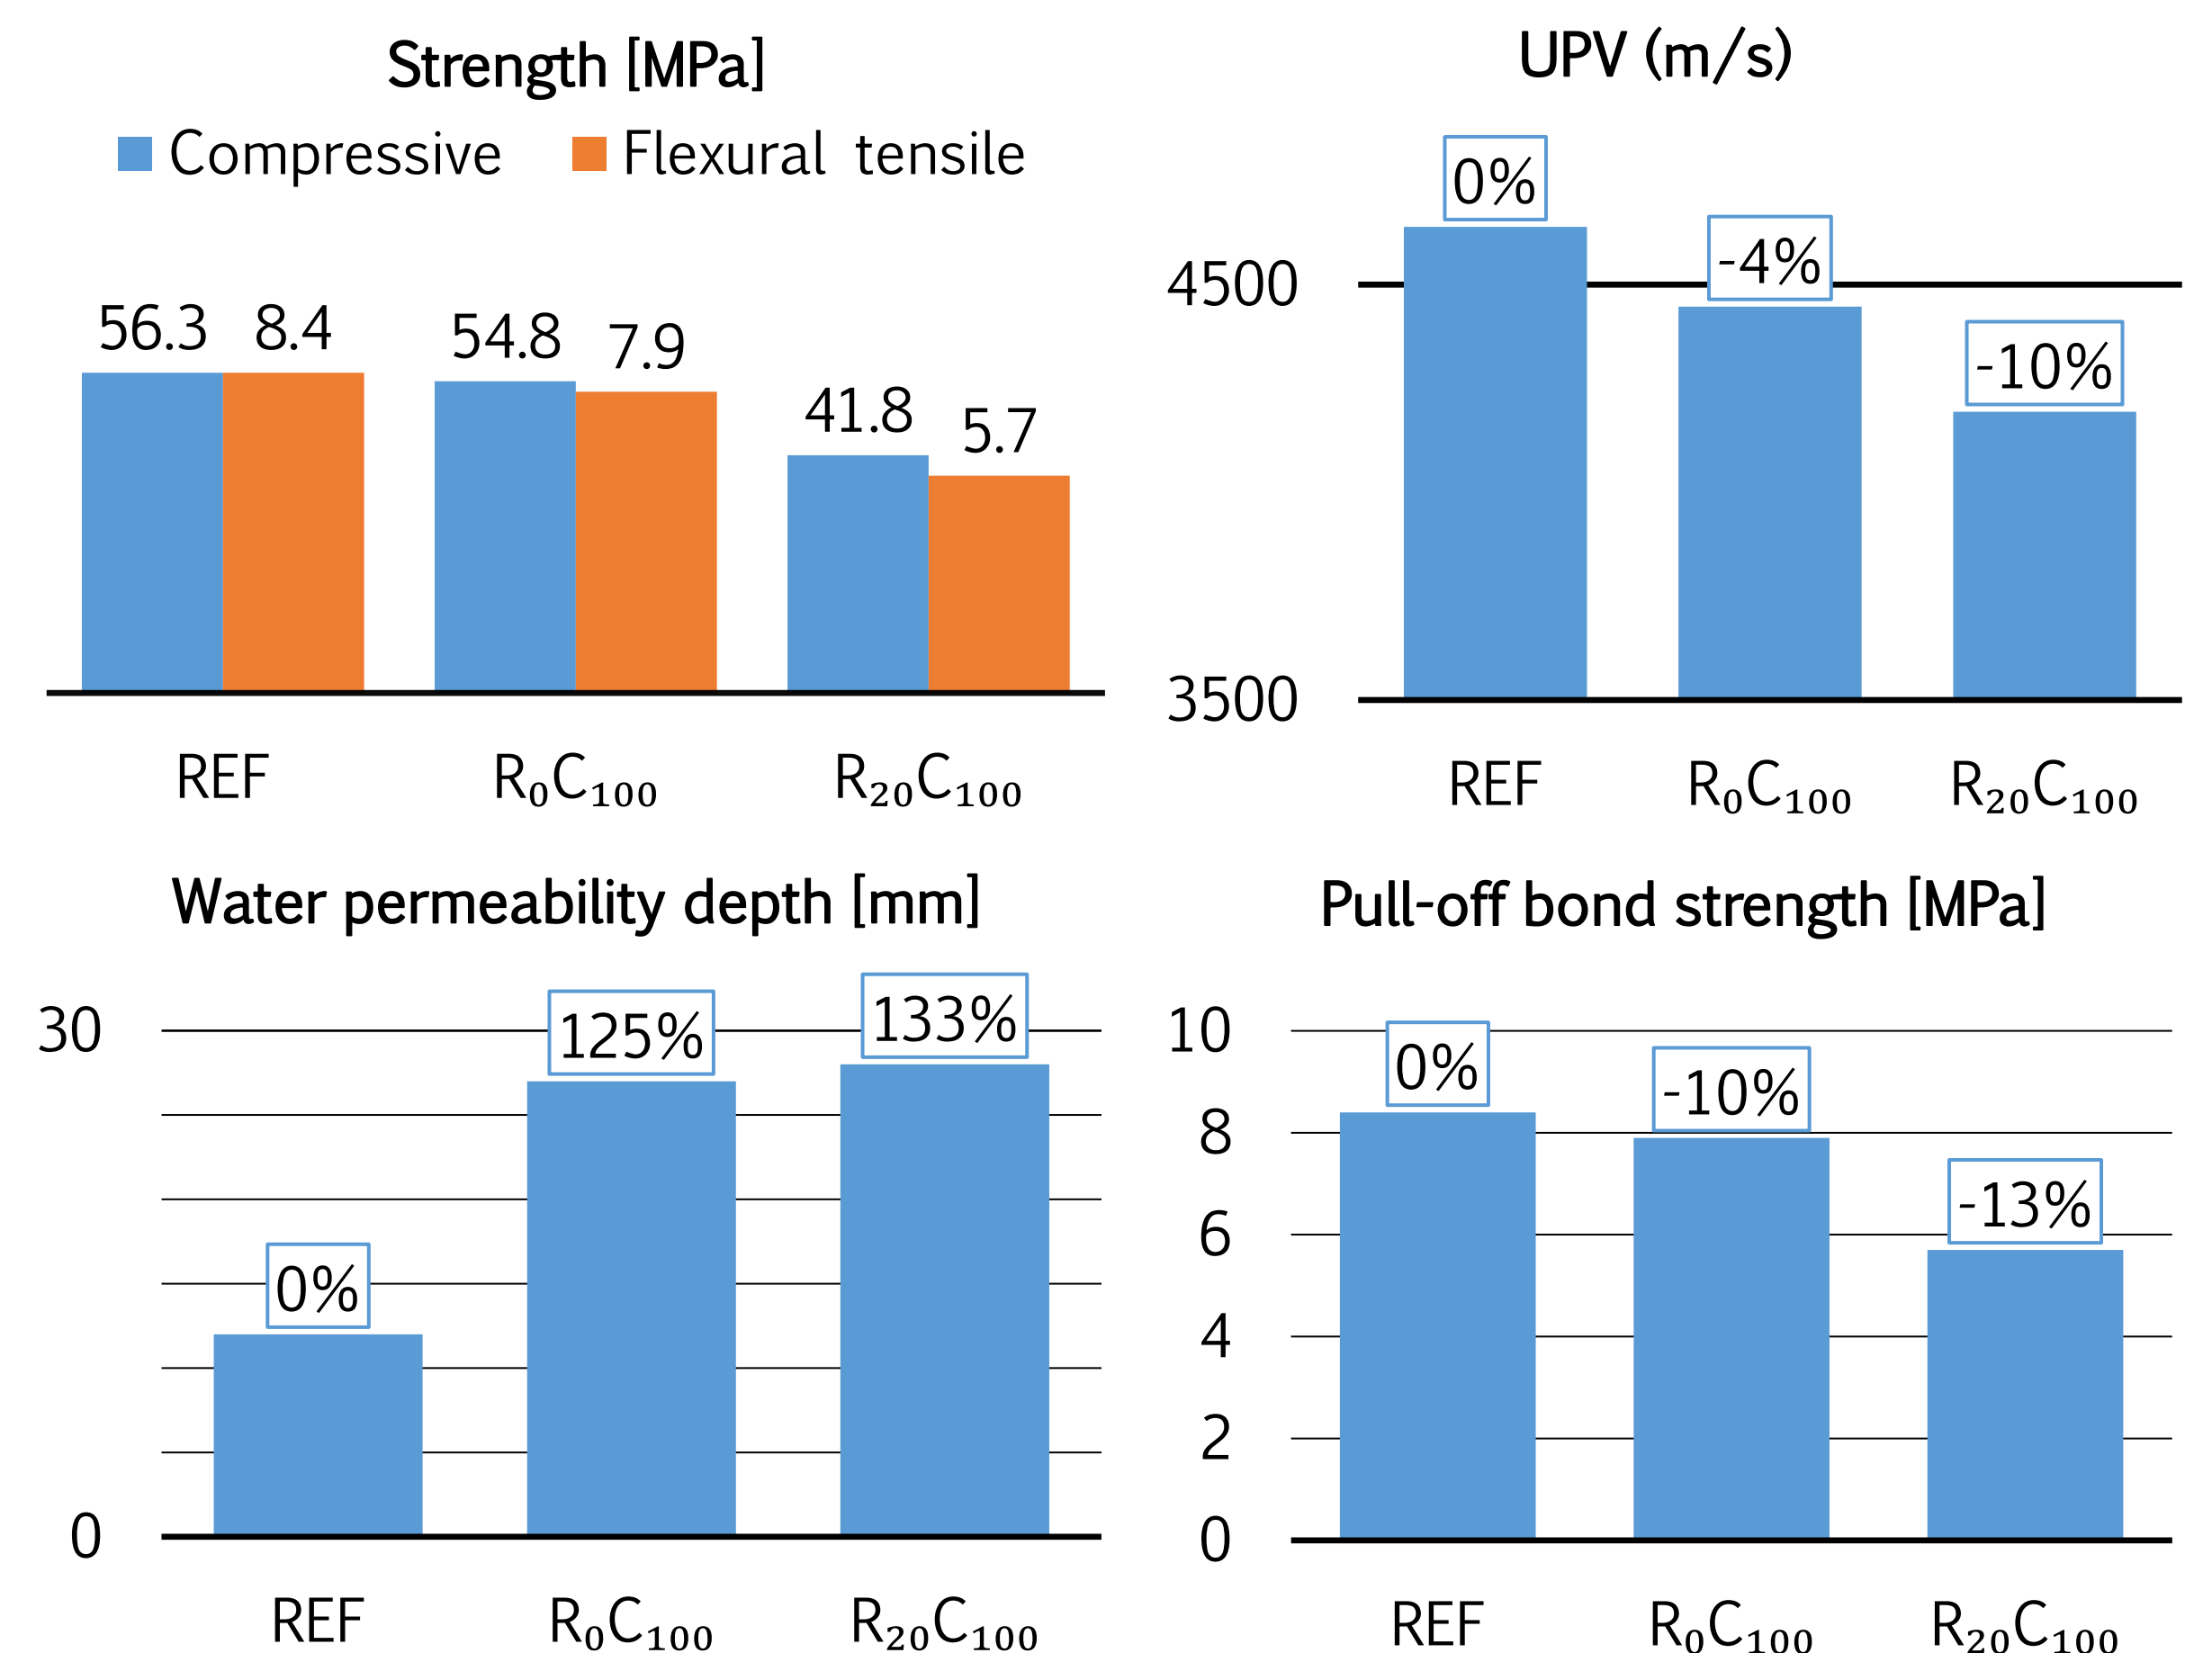 Strength [MPa]
Compressive Flexural tensile
56.3 8.4 54.8 7.9 41.8 5.7
REF R₀C₁₀₀ R₂₀C₁₀₀
UPV (m/s)
0%
-4%
4500
-10%
3500
REF R₀C₁₀₀ R₂₀C₁₀₀
Water permeability depth [mm]
133%
125%
30
0%
0
REF R₀C₁₀₀ R₂₀C₁₀₀
Pull-off bond strength [MPa]
10
0%
-10%
8
-13%
6
4
2
0
REF R₀C₁₀₀ R₂₀C₁₀₀